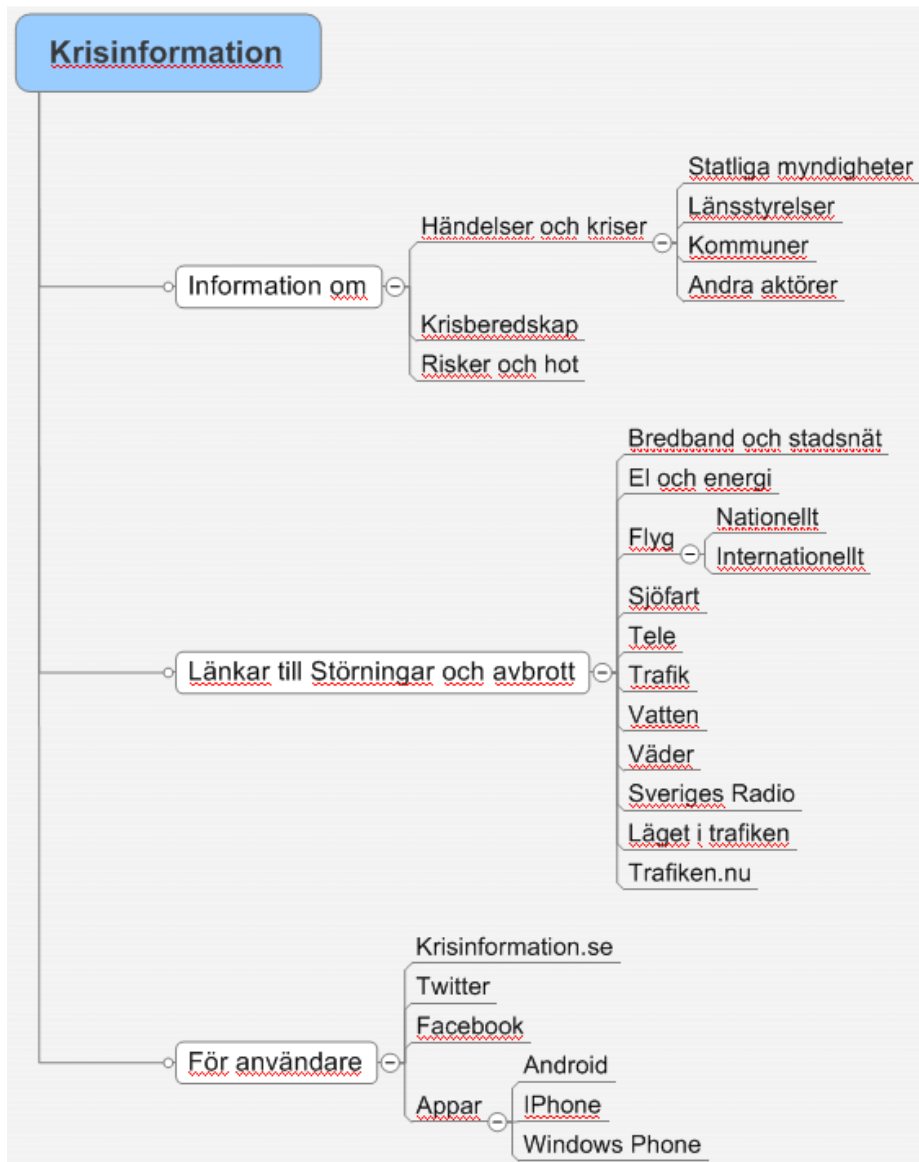 Krisinformation
Information om
Händelser och kriser
Statliga myndigheter
Länsstyrelser
Kommuner
Andra aktörer
Krisberedskap
Risker och hot
Länkar till Störningar och avbrott
Bredband och stadsnät
El och energi
Flyg
Nationellt
Internationellt
Sjöfart
Tele
Trafik
Vatten
Väder
Sveriges Radio
Läget i trafiken
Trafiken.nu
För användare
Krisinformation.se
Twitter
Facebook
Appar
Android
IPhone
Windows Phone